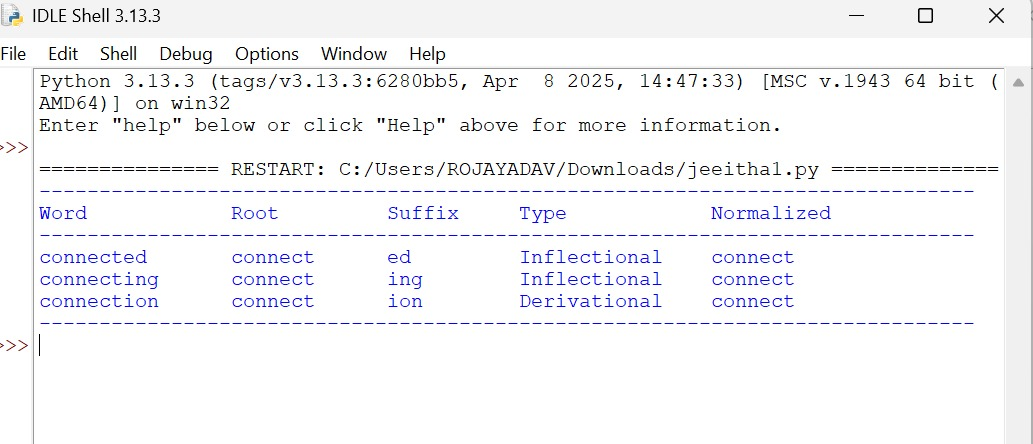 IDLE Shell 3.13.3
File Edit Shell Debug Options Window Help
Python 3.13.3 (tags/v3.13.3:6280bb5, Apr  8 2025, 14:47:33) [MSC v.1943 64 bit (
AMD64)] on win32
Enter "help" below or click "Help" above for more information.
>>>
=============== RESTART: C:/Users/ROJAYADAV/Downloads/jeeitha1.py ==============
------------------------------------------------------------------------------
Word            Root         Suffix     Type            Normalized
------------------------------------------------------------------------------
connected       connect      ed         Inflectional    connect
connecting      connect      ing        Inflectional    connect
connection      connect      ion        Derivational    connect
------------------------------------------------------------------------------
>>>